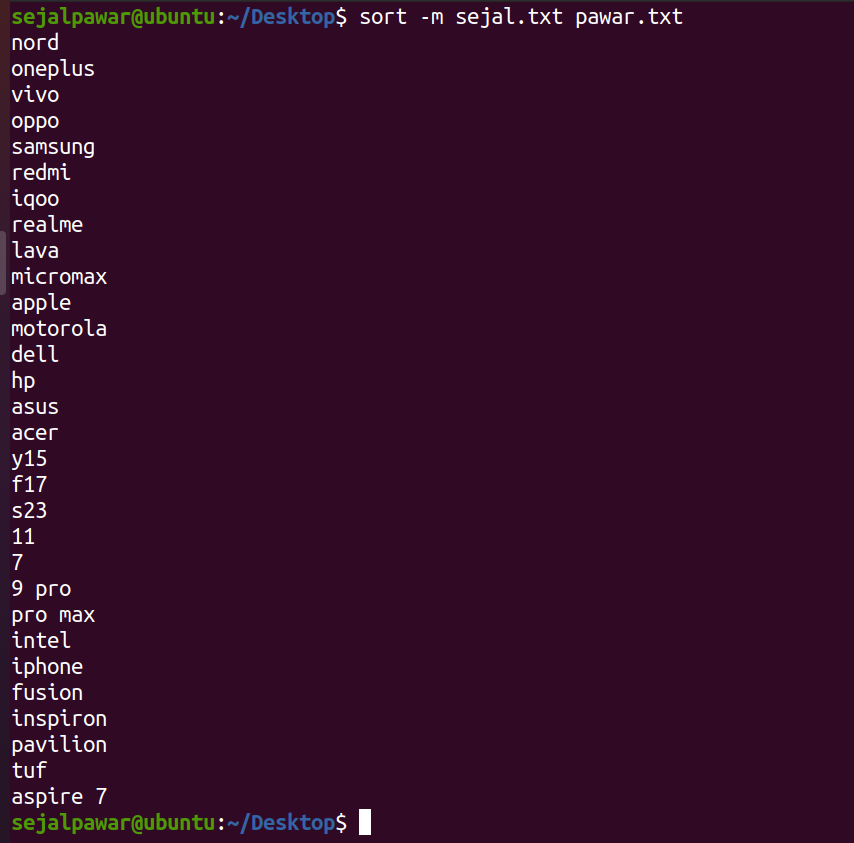 sejalpawar@ubuntu:~/Desktop$ sort -m sejal.txt pawar.txt
nord
oneplus
vivo
oppo
samsung
redmi
iqoo
realme
lava
micromax
apple
motorola
dell
hp
asus
acer
y15
f17
s23
11
7
9 pro
pro max
intel
iphone
fusion
inspiron
pavilion
tuf
aspire 7
sejalpawar@ubuntu:~/Desktop$